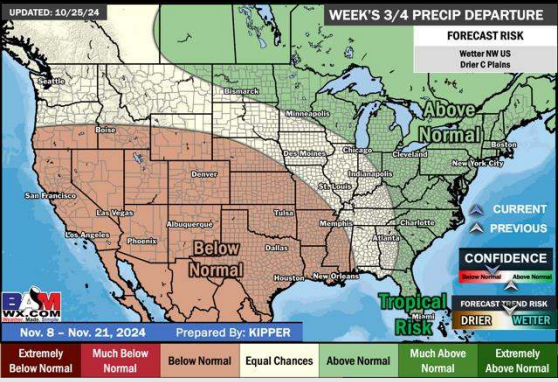 UPDATED: 10/25/24
WEEK'S 3/4 PRECIP DEPARTURE
FORECAST RISK
Wetter NW US
Drier C Plains
Seattle
Bismarck
Minneapolis
Above
Normal
Boise
Boston
Chicago
Cleveland
New York City
Des Moines
Denver
Indianapolis
St. Louis
San Francisco
Las Vegas
Tulsa
Memphis
Charlotte
CURRENT
PREVIOUS
Los Angeles
Albuquerque
Phoenix
Atlanta
Below
Normal
Dallas
Houston
New Orleans
CONFIDENCE
Below Normal
Above Normal
Tropical
Miami
Risk
FORECAST TREND RISK
DRIER
WETTER
BAM
WX.COM
Weather. Made. Simple.
Nov. 8 – Nov. 21, 2024
Prepared By: KIPPER
Extremely
Below Normal
Much Below
Normal
Below Normal
Equal Chances
Above Normal
Much Above
Normal
Extremely
Above Normal